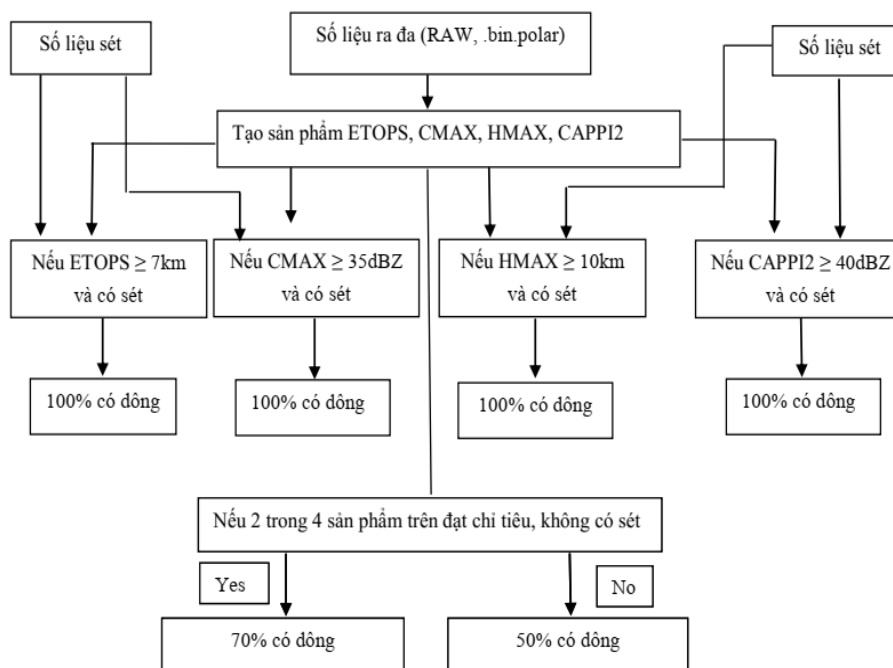 Số liệu sét
Số liệu ra đa (RAW, .bin.polar)
Số liệu sét
Tạo sản phẩm ETOPS, CMAX, HMAX, CAPPI2
Nếu ETOPS ≥ 7km
và có sét
Nếu CMAX ≥ 35dBZ
và có sét
Nếu HMAX ≥ 10km
và có sét
Nếu CAPPI2 ≥ 40dBZ
và có sét
100% có dông
100% có dông
100% có dông
100% có dông
Nếu 2 trong 4 sản phẩm trên đạt chỉ tiêu, không có sét
Yes
No
70% có dông
50% có dông